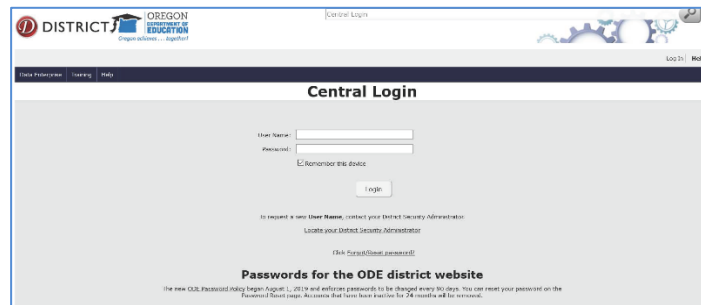 DISTRICT
OREGON
DEPARTMENT OF
EDUCATION
Oregon achieves . . . together!
Central Login
Log In Hel
Data Enterprise Training Help
Central Login
User Name:
Password:
Remember this device
Login
To request a new User Name, contact your District Security Administrator.
Locate your District Security Administrator
Click Forgot/Reset password?
Passwords for the ODE district website
The new ODE Password Policy began August 1, 2019 and enforces passwords to be changed every 90 days. You can reset your password on the
Password Reset page. Accounts that have been inactive for 24 months will be removed.